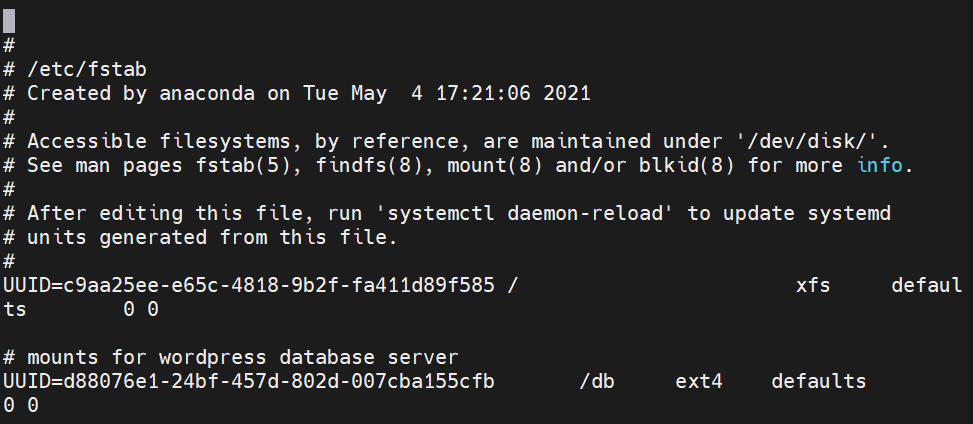 #
# /etc/fstab
# Created by anaconda on Tue May  4 17:21:06 2021
#
# Accessible filesystems, by reference, are maintained under '/dev/disk/'.
# See man pages fstab(5), findfs(8), mount(8) and/or blkid(8) for more info.
#
# After editing this file, run 'systemctl daemon-reload' to update systemd
# units generated from this file.
#
UUID=c9aa25ee-e65c-4818-9b2f-fa411d89f585 /                       xfs     defaul
ts        0 0

# mounts for wordpress database server
UUID=d88076e1-24bf-457d-802d-007cba155cfb       /db     ext4    defaults
0 0